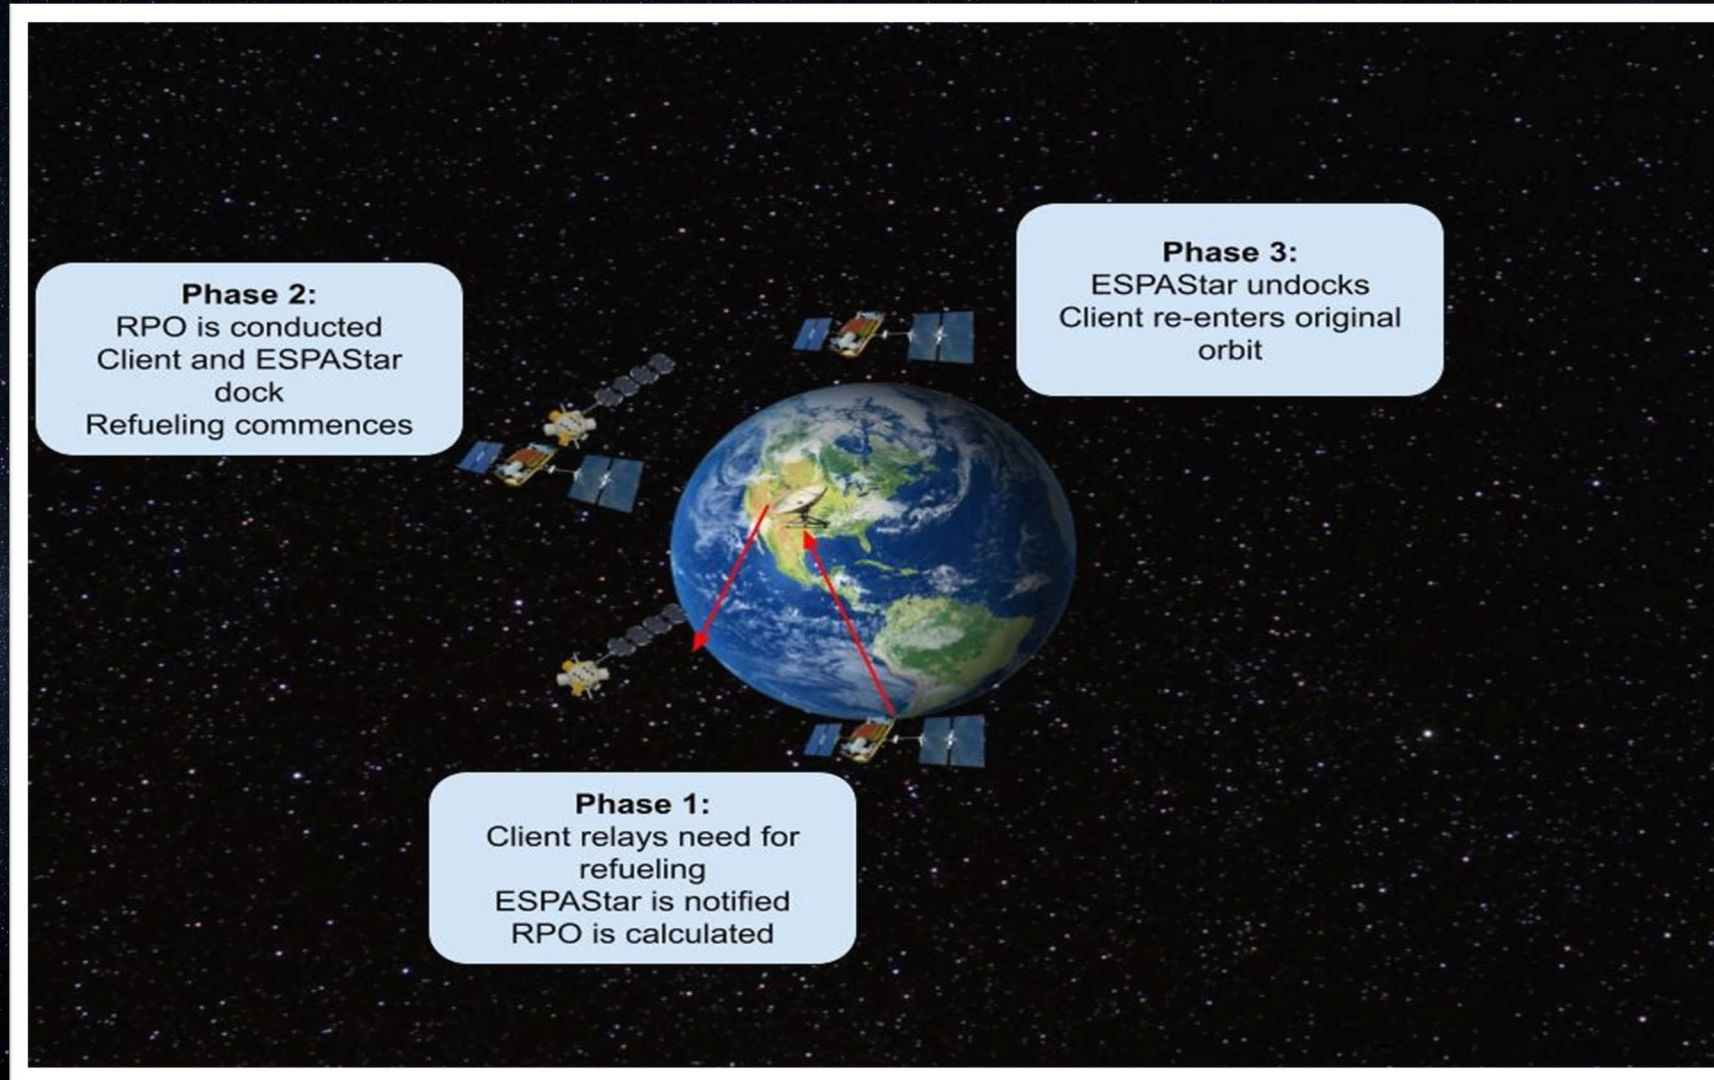 Phase 1:
Client relays need for
refueling
ESPAStar is notified
RPO is calculated
Phase 2:
RPO is conducted
Client and ESPAStar
dock
Refueling commences
Phase 3:
ESPAStar undocks
Client re-enters original
orbit